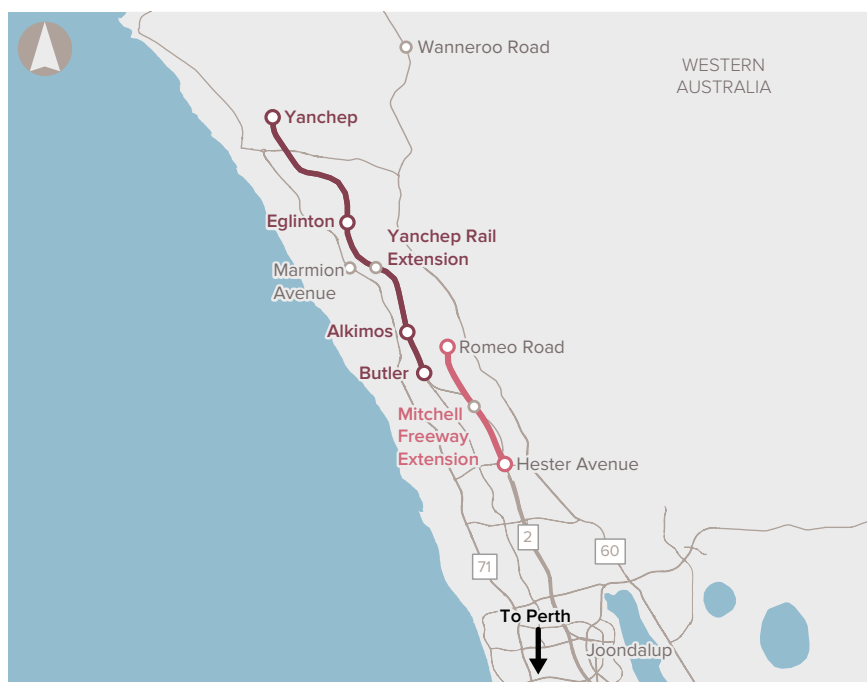 Wanneroo Road
WESTERN
AUSTRALIA
Yanchep
Eglinton
Yanchep Rail
Extension
Marmion
Avenue
Alkimos
Romeo Road
Butler
Mitchell
Freeway
Extension
Hester Avenue
2
60
71
To Perth
Joondalup